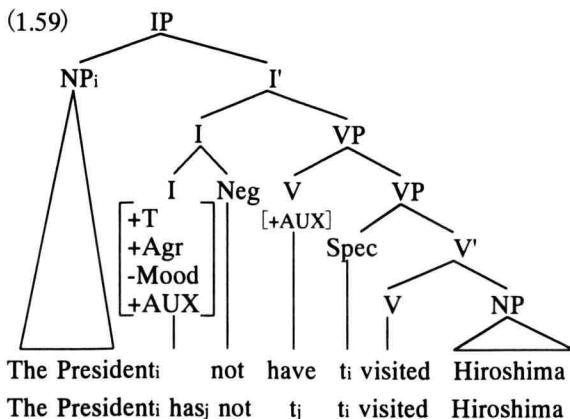 (1.59) IP
NPi I'
I VP
I Neg V VP
+T [+AUX]
+Agr Spec V'
-Mood
+AUX V NP
The Presidenti not have ti visited Hiroshima
The Presidenti hasj not tj ti visited Hiroshima